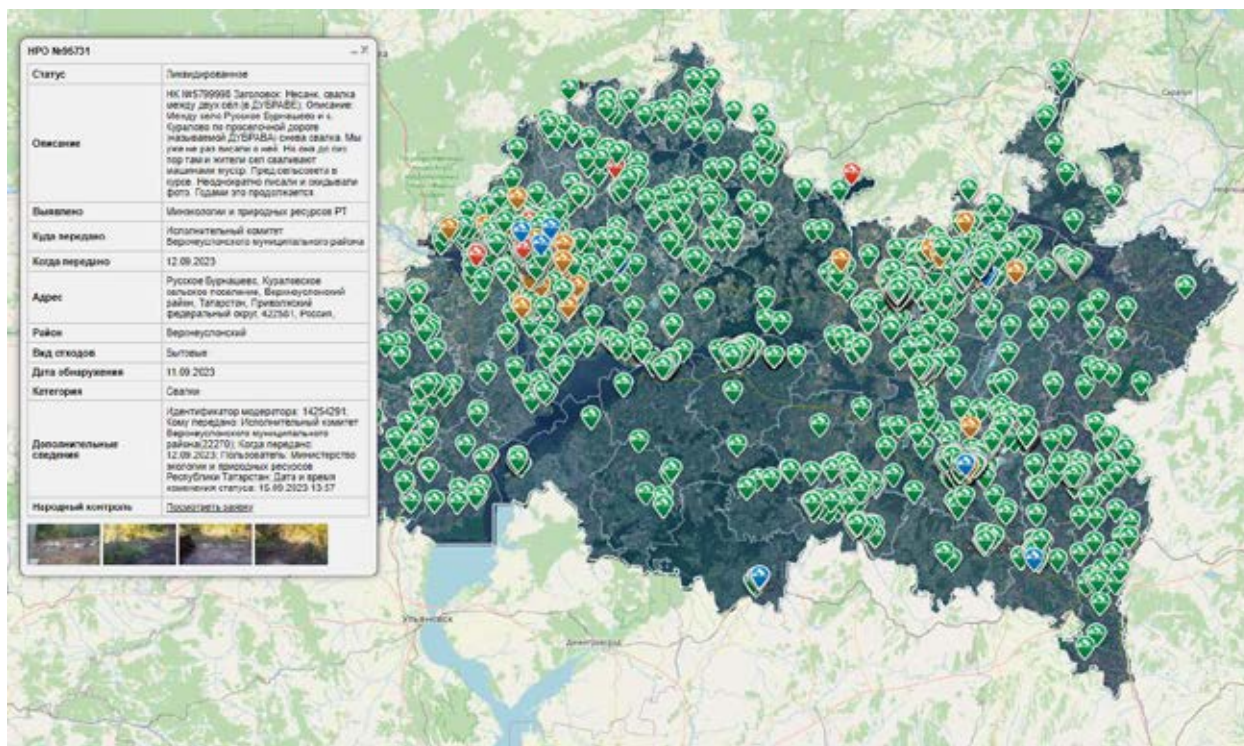 НРО №95731
Статус
Ликвидированное
Описание
НК №5799998 Заголовок: Несанк. свалка
между двух сёл (в ДУБРАВЕ). Описание:
Между село Русское Бурнашево и с.
Куралово по проселочной дороге
(называемой ДУБРАВА) снева свалка. Мы
уже не раз писали о ней. Но она до сих
пор там и жители сел сваливают
машинами мусор. Пред.сельсовета в
курсе. Неоднократно писали и скидывали
фото. Годами это продолжается
Выявлено
Минэкологии и природных ресурсов РТ
Куда передано
Исполнительный комитет
Верхнеуслонского муниципального района
Когда передано
12.09.2023
Адрес
Русское Бурнашево, Кураловское
сельское поселение, Верхнеуслонский
район, Татарстан, Приволжский
федеральный округ, 422581, Россия,
Район
Верхнеуслонский
Вид отходов
Бытовые
Дата обнаружения
11.09.2023
Категория
Свалки
Дополнительные
сведения
Идентификатор модератора: 14254291;
Кому передано: Исполнительный комитет
Верхнеуслонского муниципального
района(22270); Когда передано:
12.09.2023; Пользователь: Министерство
экологии и природных ресурсов
Республики Татарстан; Дата и время
изменения статуса: 15.09.2023 13:57
Народный контроль
Посмотреть заявку
Сарапул
Ульяновск
Димитровград